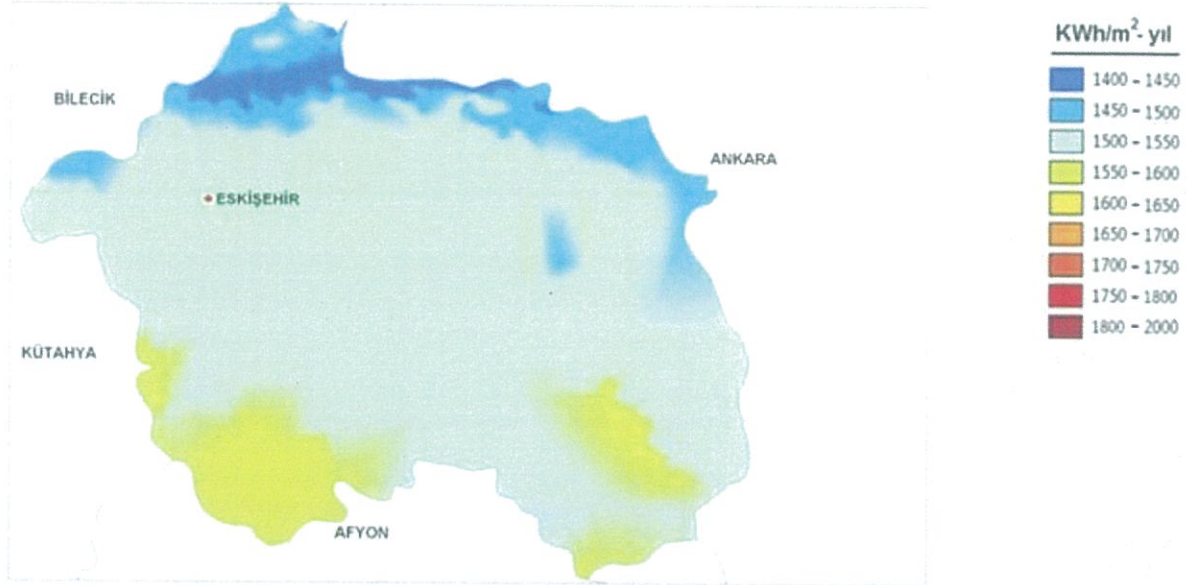 KWh/m²- yıl
1400 - 1450
1450 - 1500
1500 - 1550
1550 - 1600
1600 - 1650
1650 - 1700
1700 - 1750
1750 - 1800
1800 - 2000
BİLECİK
ANKARA
ESKİŞEHİR
KÜTAHYA
AFYON